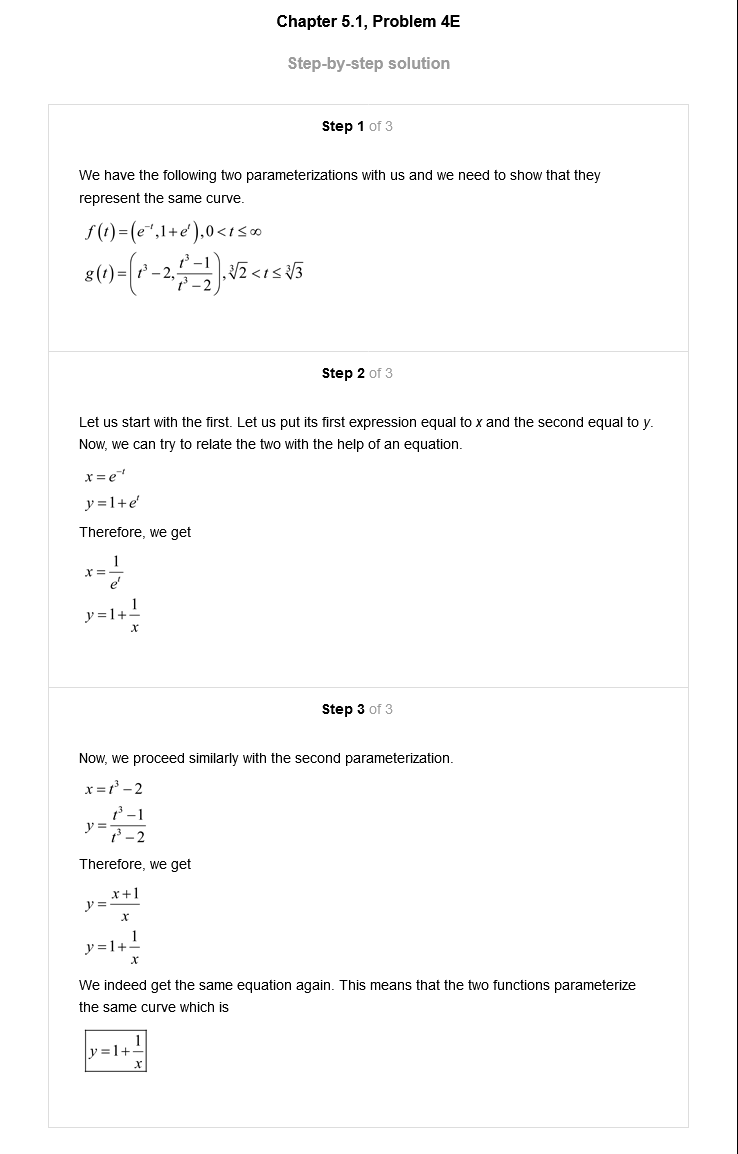 Chapter 5.1, Problem 4E
Step-by-step solution
Step 1 of 3
We have the following two parameterizations with us and we need to show that they
represent the same curve.
f(t)=(e^{-t},1+e^{t}),0<t≤∞
g(t)=(t^{3}-2,\frac{t^{3}-1}{t^{3}-2}),\sqrt[3]{2}<t≤\sqrt[3]{3}
Step 2 of 3
Let us start with the first. Let us put its first expression equal to x and the second equal to y.
Now, we can try to relate the two with the help of an equation.
x=e^{-t}
y=1+e^{t}
Therefore, we get
x=\frac{1}{e^{t}}
y=1+\frac{1}{x}
Step 3 of 3
Now, we proceed similarly with the second parameterization.
x=t^{3}-2
y=\frac{t^{3}-1}{t^{3}-2}
Therefore, we get
y=\frac{x+1}{x}
y=1+\frac{1}{x}
We indeed get the same equation again. This means that the two functions parameterize
the same curve which is
y=1+\frac{1}{x}